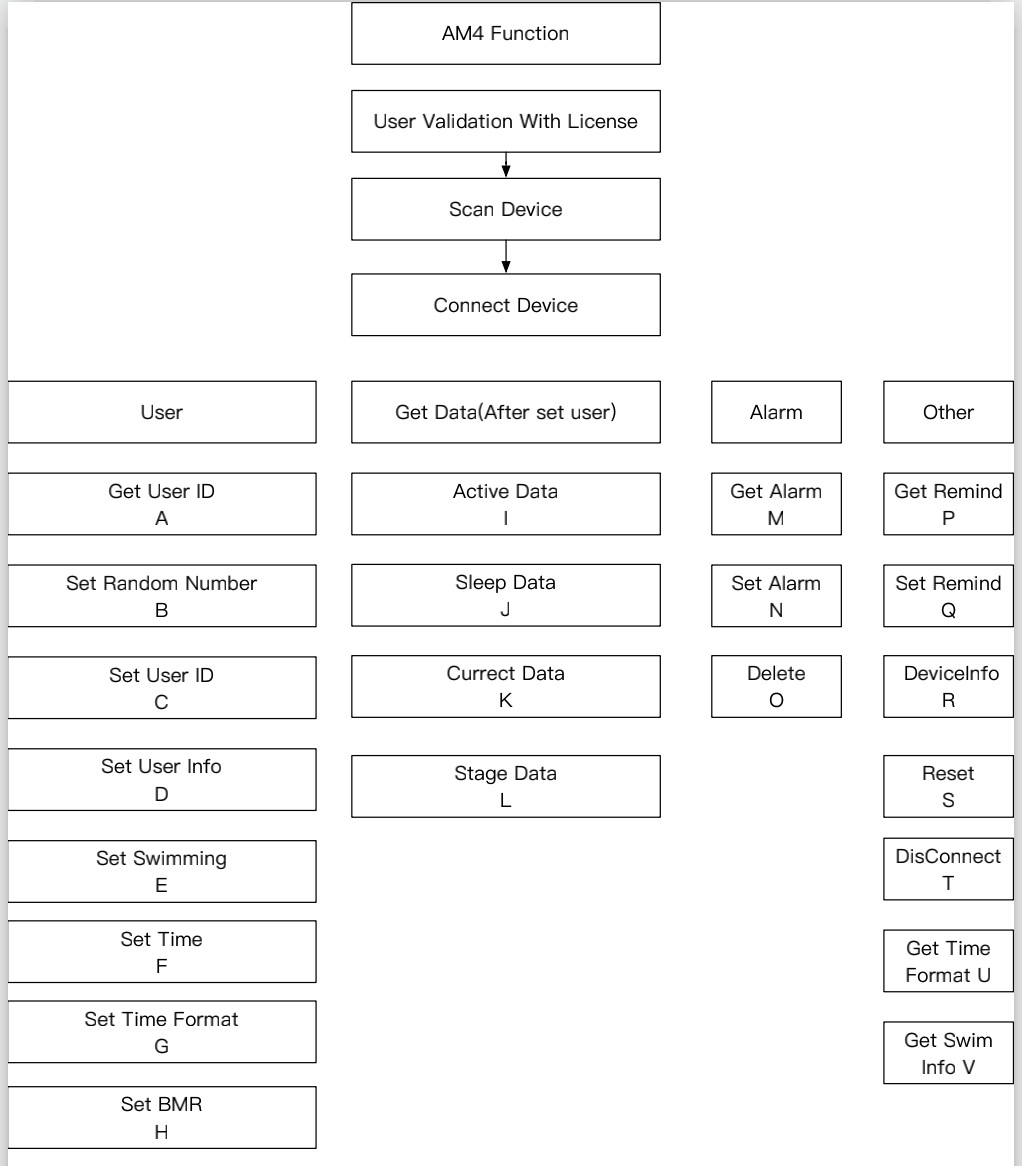 AM4 Function
User Validation With License
Scan Device
Connect Device
User
Get User ID
A
Set Random Number
B
Set User ID
C
Set User Info
D
Set Swimming
E
Set Time
F
Set Time Format
G
Set BMR
H
Get Data(After set user)
Active Data
I
Sleep Data
J
Currect Data
K
Stage Data
L
Alarm
Get Alarm
M
Set Alarm
N
Delete
O
Other
Get Remind
P
Set Remind
Q
DeviceInfo
R
Reset
S
DisConnect
T
Get Time
Format U
Get Swim
Info V